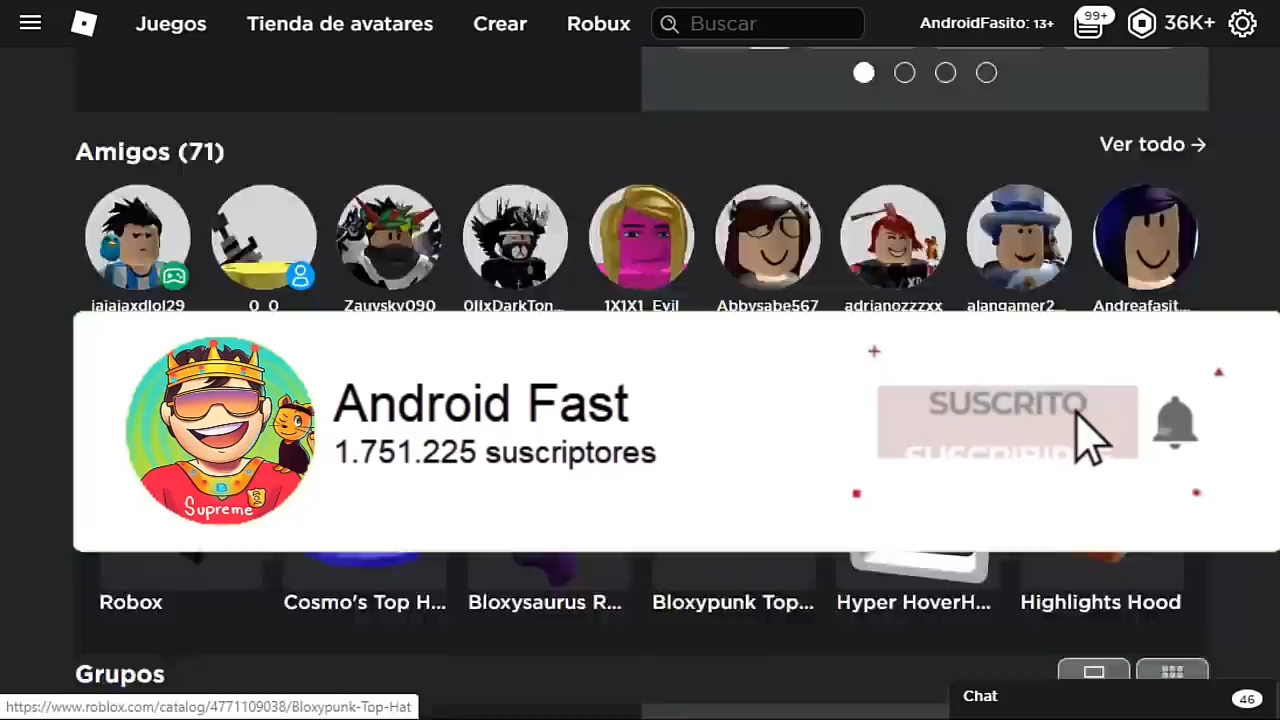 Juegos
Tienda de avatares
Crear
Robux
Buscar
AndroidFasito: 13+
99+
36K+
Amigos (71)
Ver todo →
jajajaxdlol29
0_0
Zauysky090
0IIxDarkTon...
1X1X1_Evil
Abbysabe567
adrianozzzxx
alangamer2...
Andreafasit...
Supreme
Android Fast
1.751.225 suscriptores
SUSCRITO
Robox
Cosmo's Top H...
Bloxysaurus R...
Bloxypunk Top...
Hyper HoverH...
Highlights Hood
Grupos
https://www.roblox.com/catalog/4771109038/Bloxypunk-Top-Hat
Chat
46